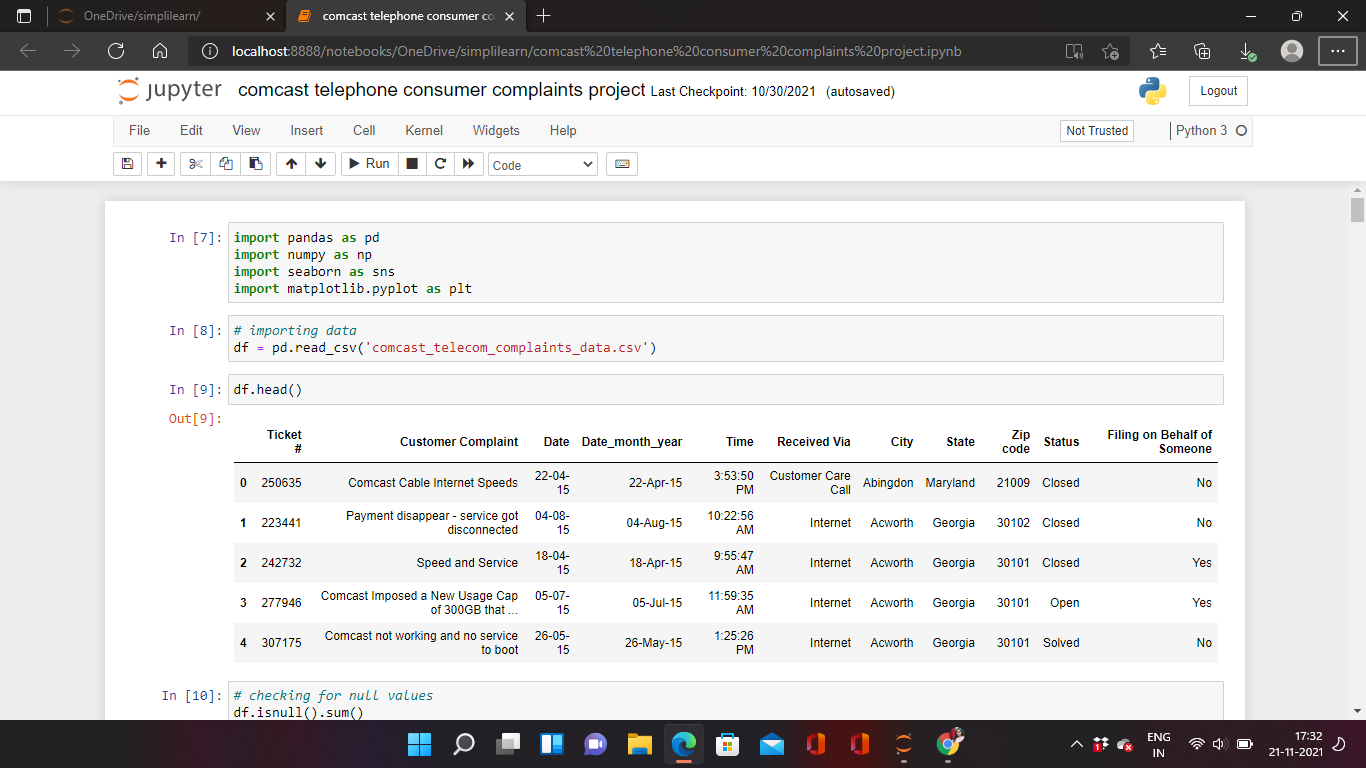 OneDrive/simplilearn/
comcast telephone consumer co
localhost:8888/notebooks/OneDrive/simplilearn/comcast%20telephone%20consumer%20complaints%20project.ipynb
jupyter comcast telephone consumer complaints project Last Checkpoint: 10/30/2021 (autosaved)
Logout
File Edit View Insert Cell Kernel Widgets Help
Not Trusted
Python 3
Run
Code
In [7]: import pandas as pd
import numpy as np
import seaborn as sns
import matplotlib.pyplot as plt
In [8]: # importing data
df = pd.read_csv('comcast_telecom_complaints_data.csv')
In [9]: df.head()
Out[9]:
Ticket
# Customer Complaint Date Date_month_year Time Received Via City State Zip
code Status Filing on Behalf of
Someone
0 250635 Comcast Cable Internet Speeds 22-04-
15 22-Apr-15 3:53:50
PM Customer Care
Call Abingdon Maryland 21009 Closed No
1 223441 Payment disappear - service got
disconnected 04-08-
15 04-Aug-15 10:22:56
AM Internet Acworth Georgia 30102 Closed No
2 242732 Speed and Service 18-04-
15 18-Apr-15 9:55:47
AM Internet Acworth Georgia 30101 Closed Yes
3 277946 Comcast Imposed a New Usage Cap
of 300GB that ... 05-07-
15 05-Jul-15 11:59:35
AM Internet Acworth Georgia 30101 Open Yes
4 307175 Comcast not working and no service
to boot 26-05-
15 26-May-15 1:25:26
PM Internet Acworth Georgia 30101 Solved No
In [10]: # checking for null values
df.isnull().sum()
1
ENG
IN
17:32
21-11-2021